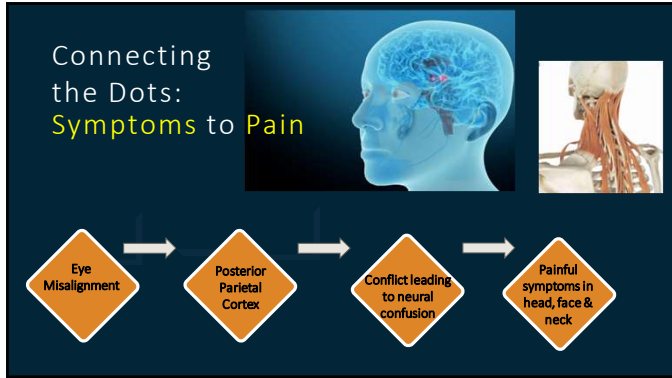 Connecting
the Dots:
Symptoms to Pain
Eye
Misalignment
Posterior
Parietal
Cortex
Conflict leading
to neural
confusion
Painful
symptoms in
head, face &
neck